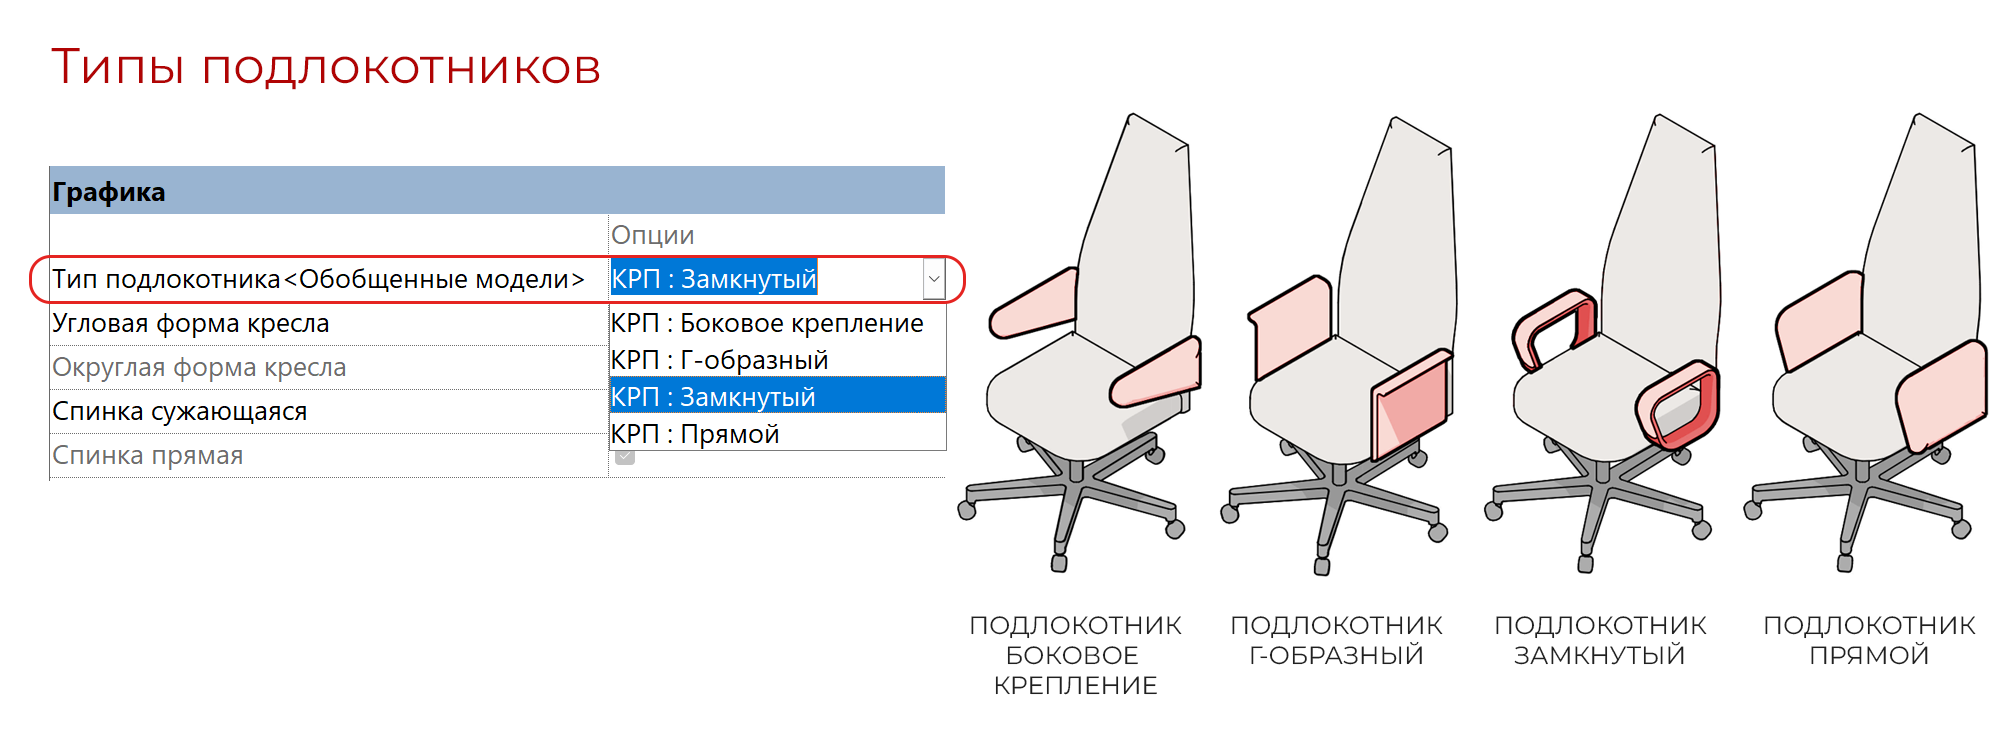 Типы подлокотников
Графика
Опции
Тип подлокотника<Обобщенные модели>
КРП : Замкнутый
Угловая форма кресла
КРП : Боковое крепление
КРП : Г-образный
Округлая форма кресла
КРП : Замкнутый
Спинка сужающаяся
КРП : Прямой
Спинка прямая
ПОДЛОКОТНИК
БОКОВОЕ
КРЕПЛЕНИЕ
ПОДЛОКОТНИК
Г-ОБРАЗНЫЙ
ПОДЛОКОТНИК
ЗАМКНУТЫЙ
ПОДЛОКОТНИК
ПРЯМОЙ